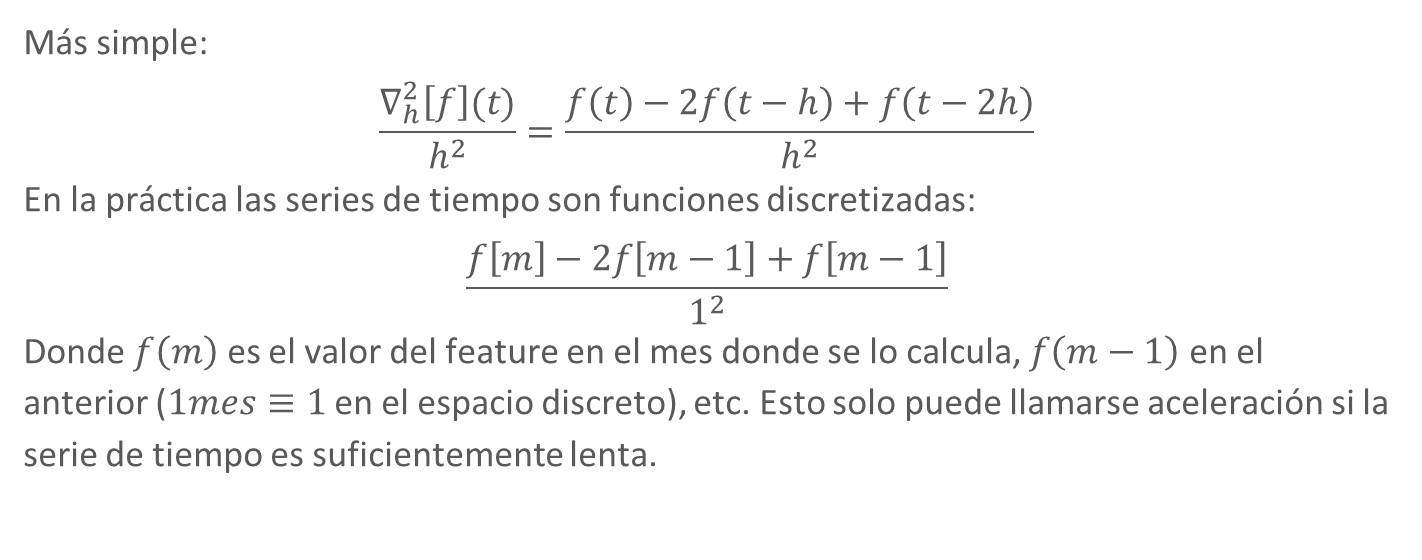 Más simple:
∇²ₕ[f](t) / h² = f(t) − 2f(t − h) + f(t − 2h) / h²
En la práctica las series de tiempo son funciones discretizadas:
f[m] − 2f[m − 1] + f[m − 1] / 1²
Donde f(m) es el valor del feature en el mes donde se lo calcula, f(m − 1) en el
anterior (1mes ≡ 1 en el espacio discreto), etc. Esto solo puede llamarse aceleración si la
serie de tiempo es suficientemente lenta.